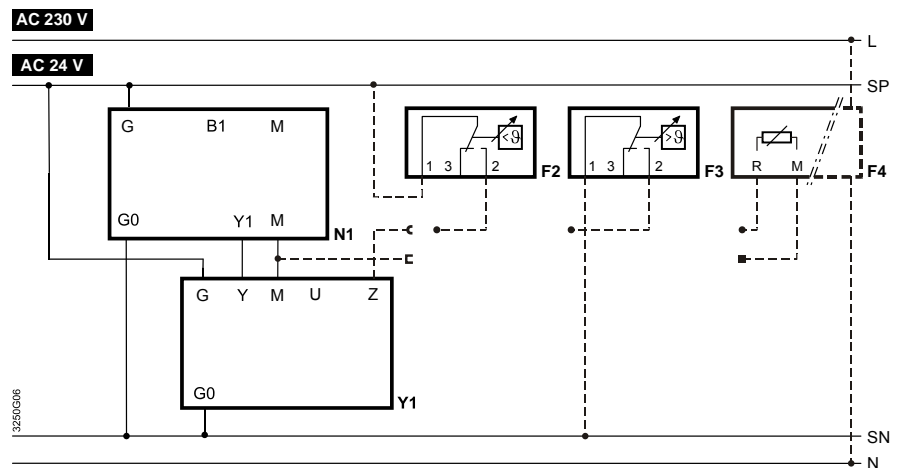 AC 230 V
L
AC 24 V
SP
G B1 M
G0 Y1 M
N1
<ϑ
1 3 2
F2
>ϑ
1 3 2
F3
R M
F4
G Y M U Z
G0
Y1
3250G06
SN
N